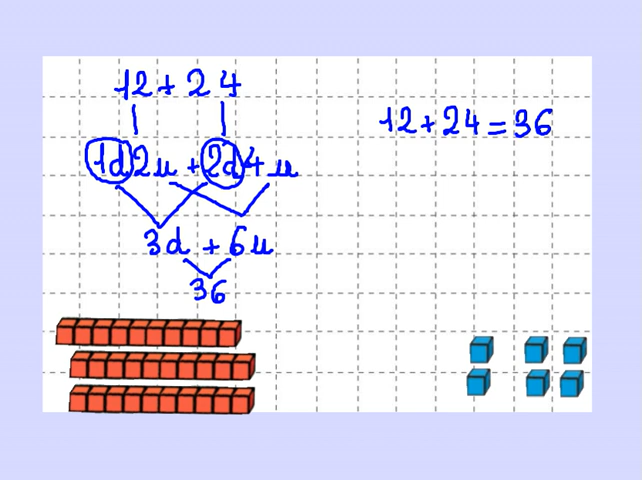 12 + 24
1d 2u + 2d 4u
3d + 6u
36
12 + 24 = 36